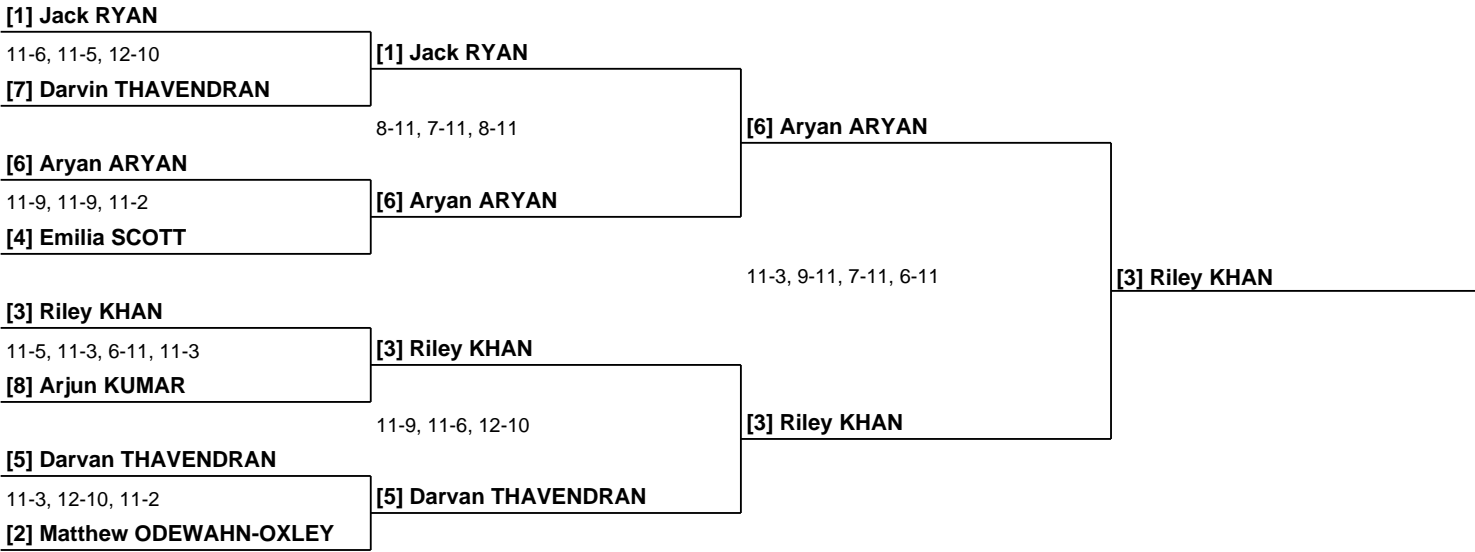 [1] Jack RYAN
11-6, 11-5, 12-10
[1] Jack RYAN
[7] Darvin THAVENDRAN
8-11, 7-11, 8-11
[6] Aryan ARYAN
[6] Aryan ARYAN
11-9, 11-9, 11-2
[6] Aryan ARYAN
[4] Emilia SCOTT
11-3, 9-11, 7-11, 6-11
[3] Riley KHAN
[3] Riley KHAN
11-5, 11-3, 6-11, 11-3
[3] Riley KHAN
[8] Arjun KUMAR
11-9, 11-6, 12-10
[3] Riley KHAN
[5] Darvan THAVENDRAN
11-3, 12-10, 11-2
[5] Darvan THAVENDRAN
[2] Matthew ODEWAHN-OXLEY